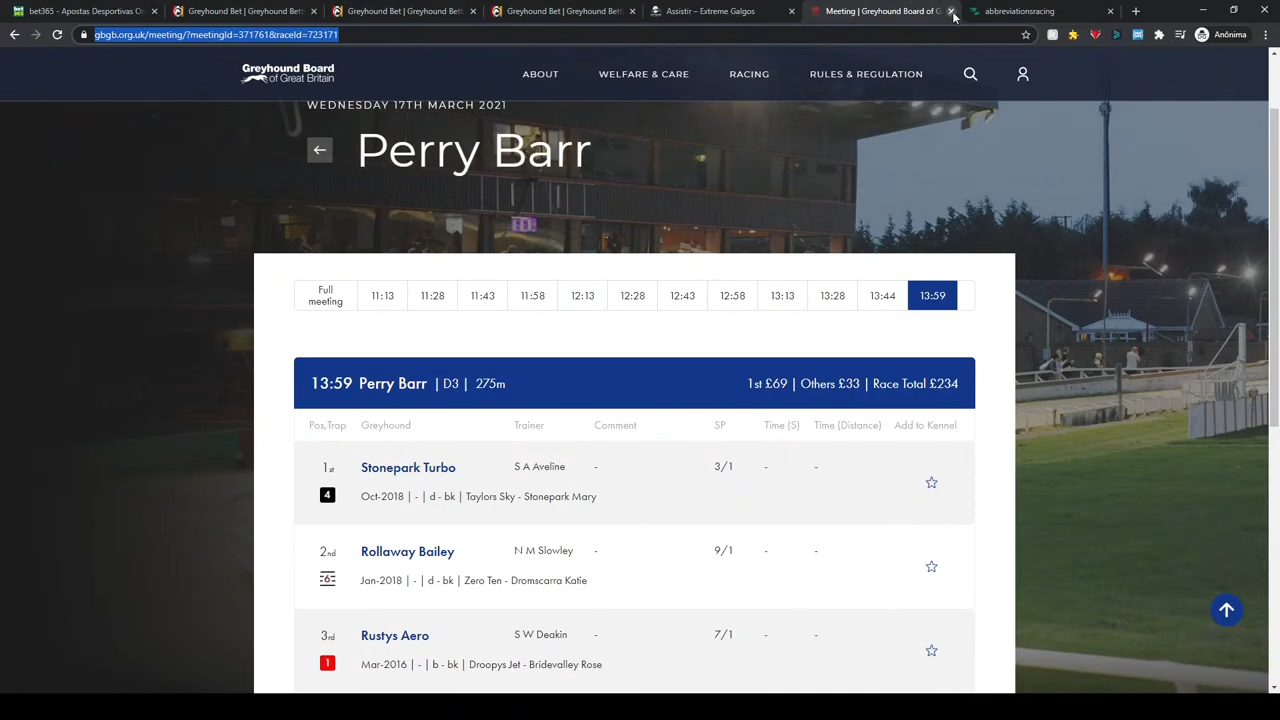 bet365 - Apostas Desportivas On
Greyhound Bet | Greyhound Bett
Greyhound Bet | Greyhound Bett
Greyhound Bet | Greyhound Bett
Assistir – Extreme Galgos
Meeting | Greyhound Board of G
abbreviationsracing
gbgb.org.uk/meeting/?meetingId=371761&raceId=723171
Anônima
Greyhound Board
of Great Britain
ABOUT
WELFARE & CARE
RACING
RULES & REGULATION
WEDNESDAY 17TH MARCH 2021
Perry Barr
Full meeting 11:13 11:28 11:43 11:58 12:13 12:28 12:43 12:58 13:13 13:28 13:44 13:59
13:59 Perry Barr | D3 | 275m 1st £69 | Others £33 | Race Total £234
Pos,Trap Greyhound Trainer Comment SP Time (S) Time (Distance) Add to Kennel
1st Stonepark Turbo S A Aveline - 3/1 - -
4 Oct-2018 | - | d - bk | Taylors Sky - Stonepark Mary
2nd Rollaway Bailey N M Slowley - 9/1 - -
6 Jan-2018 | - | d - bk | Zero Ten - Dromscarra Katie
3rd Rustys Aero S W Deakin - 7/1 - -
1 Mar-2016 | - | b - bk | Droopys Jet - Bridevalley Rose